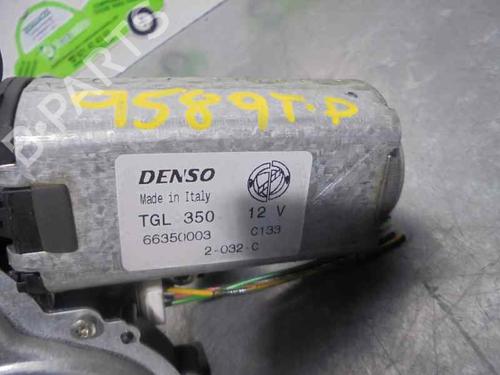 9589T.D
DENSO
Made in Italy
TGL 350 12 V
66350003 C133
2-032-C
B-PARTS